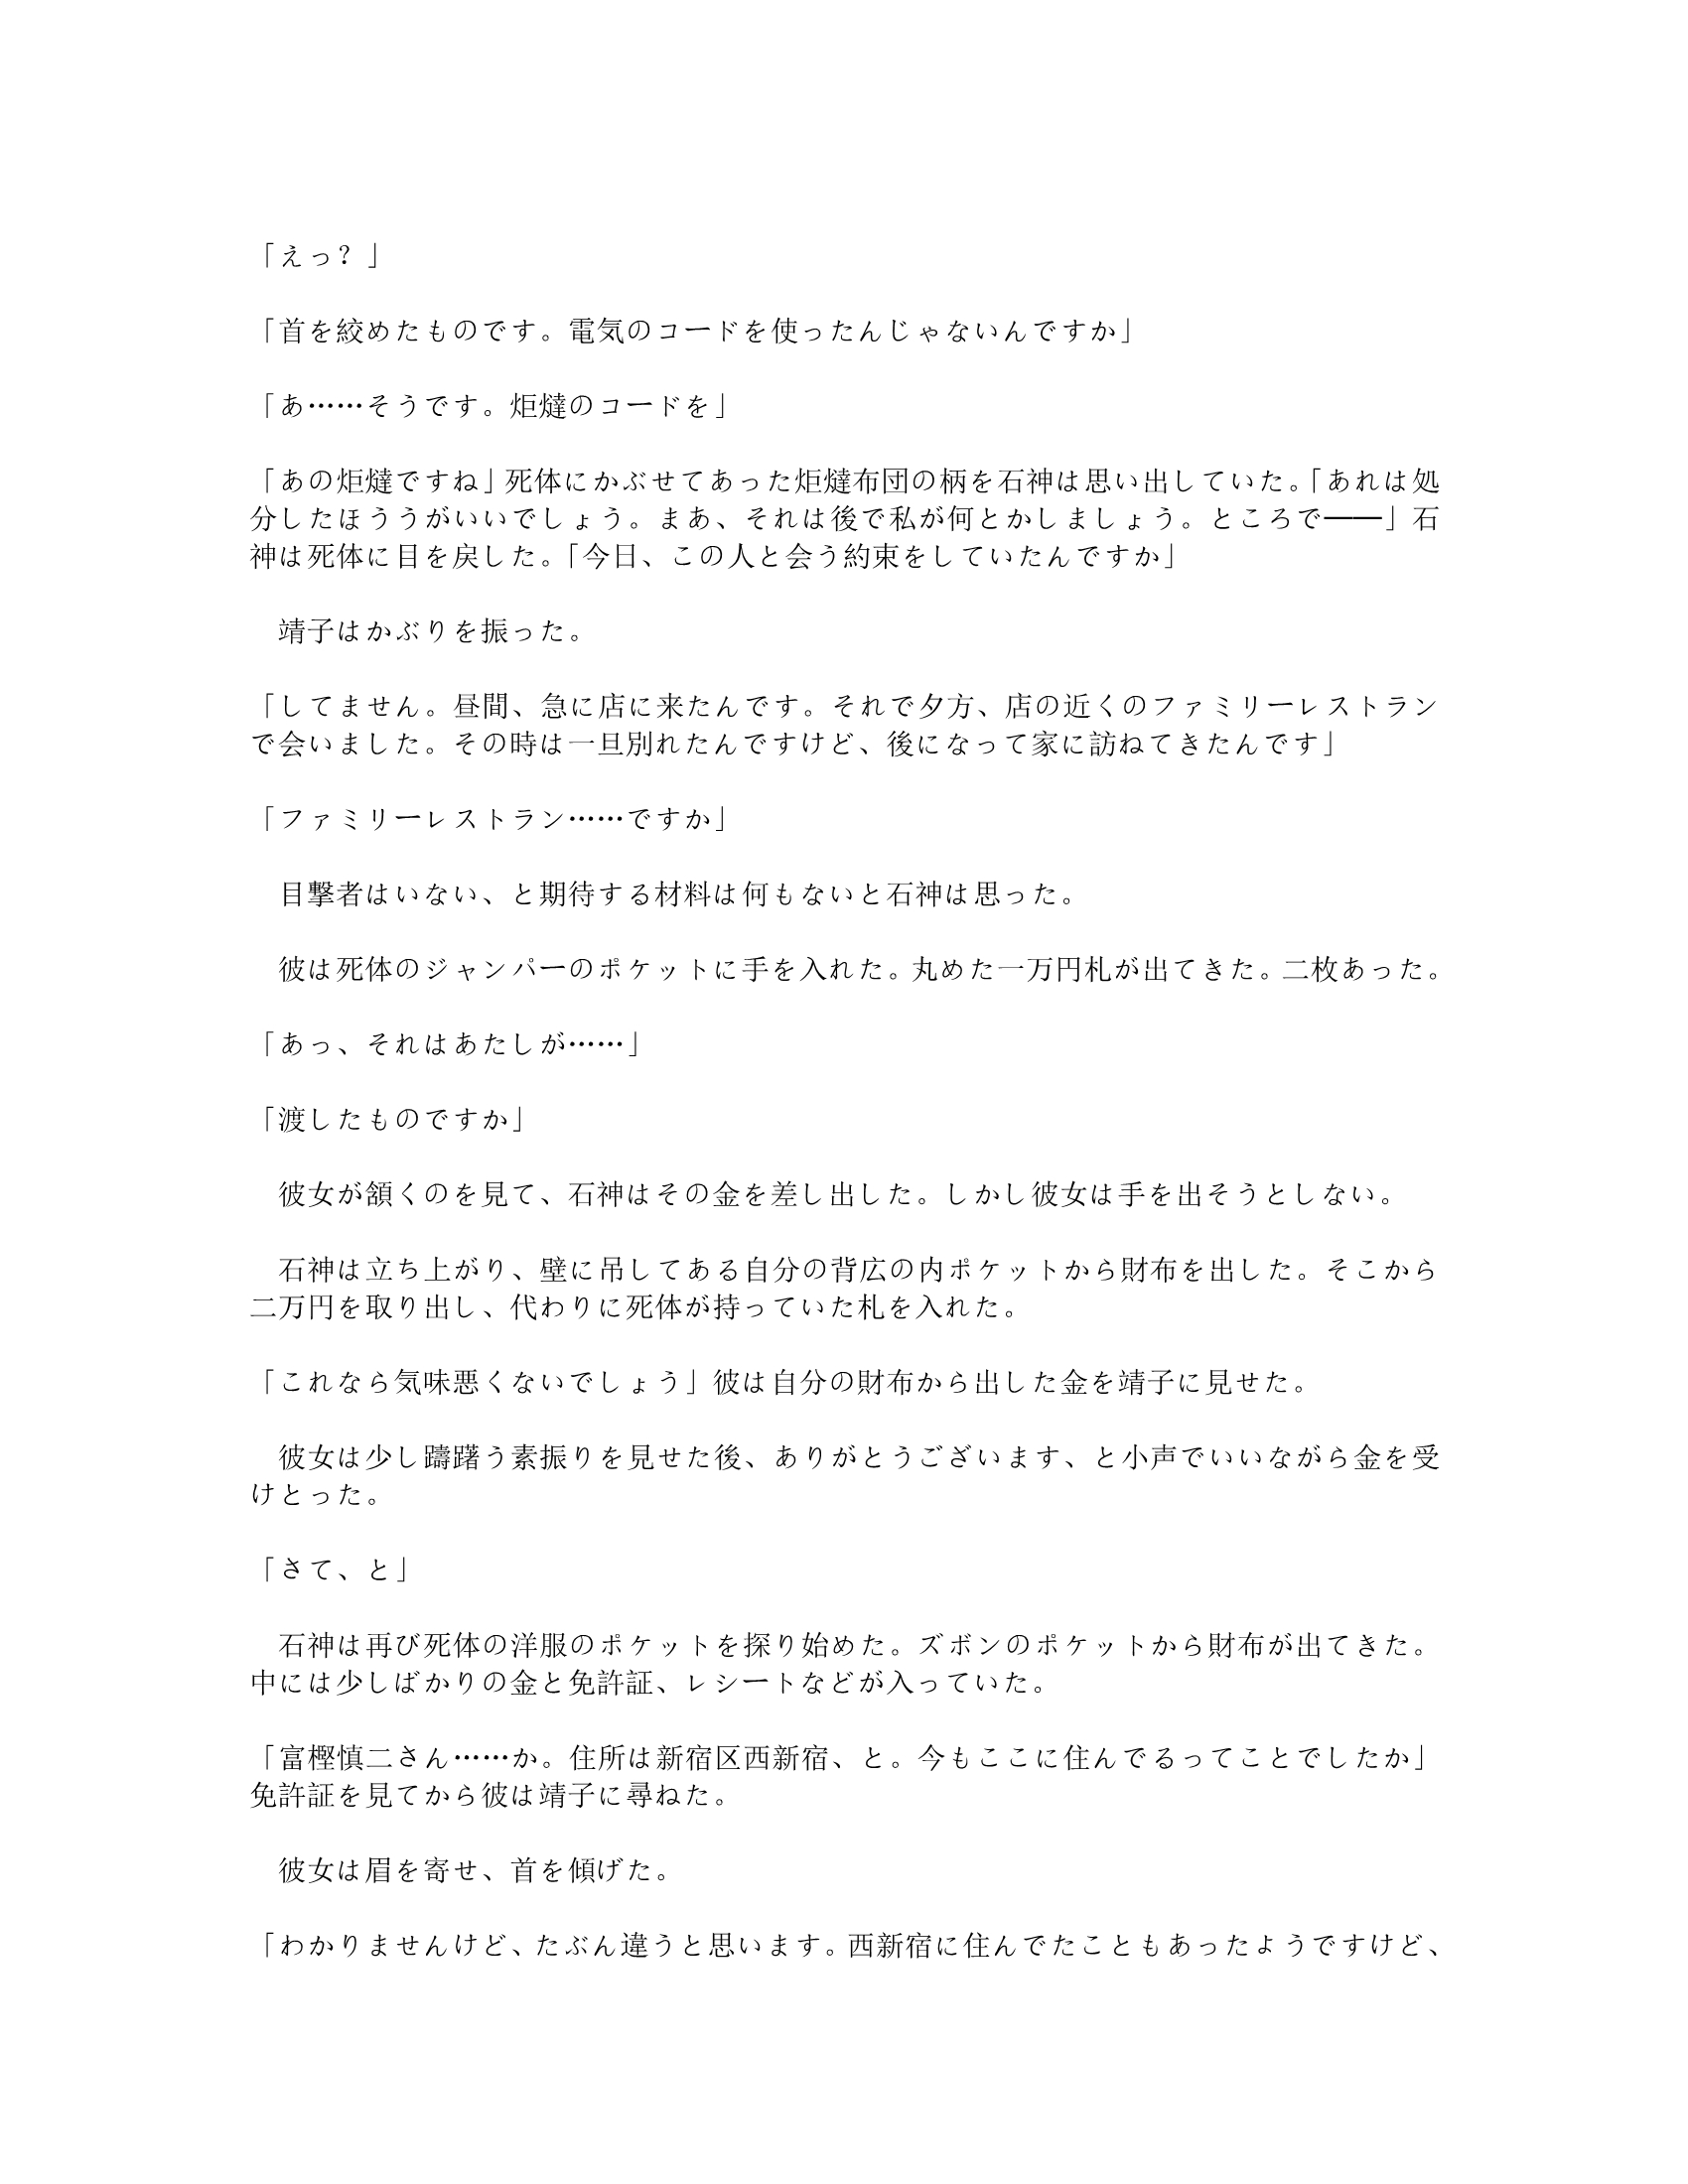 「えっ？」
「首を絞めたものです。電気のコードを使ったんじゃないんですか」
「あ……そうです。炬燵のコードを」
「あの炬燵ですね」死体にかぶせてあった炬燵布団の柄を石神は思い出していた。「あれは処
分したほううがいいでしょう。まあ、それは後で私が何とかしましょう。ところで――」石
神は死体に目を戻した。「今日、この人と会う約束をしていたんですか」
　靖子はかぶりを振った。
「してません。昼間、急に店に来たんです。それで夕方、店の近くのファミリーレストラン
で会いました。その時は一旦別れたんですけど、後になって家に訪ねてきたんです」
「ファミリーレストラン……ですか」
　目撃者はいない、と期待する材料は何もないと石神は思った。
　彼は死体のジャンパーのポケットに手を入れた。丸めた一万円札が出てきた。二枚あった。
「あっ、それはあたしが……」
「渡したものですか」
　彼女が頷くのを見て、石神はその金を差し出した。しかし彼女は手を出そうとしない。
　石神は立ち上がり、壁に吊してある自分の背広の内ポケットから財布を出した。そこから
二万円を取り出し、代わりに死体が持っていた札を入れた。
「これなら気味悪くないでしょう」彼は自分の財布から出した金を靖子に見せた。
　彼女は少し躊躇う素振りを見せた後、ありがとうございます、と小声でいいながら金を受
けとった。
「さて、と」
　石神は再び死体の洋服のポケットを探り始めた。ズボンのポケットから財布が出てきた。
中には少しばかりの金と免許証、レシートなどが入っていた。
「富樫慎二さん……か。住所は新宿区西新宿、と。今もここに住んでるってことでしたか」
免許証を見てから彼は靖子に尋ねた。
　彼女は眉を寄せ、首を傾げた。
「わかりませんけど、たぶん違うと思います。西新宿に住んでたこともあったようですけど、